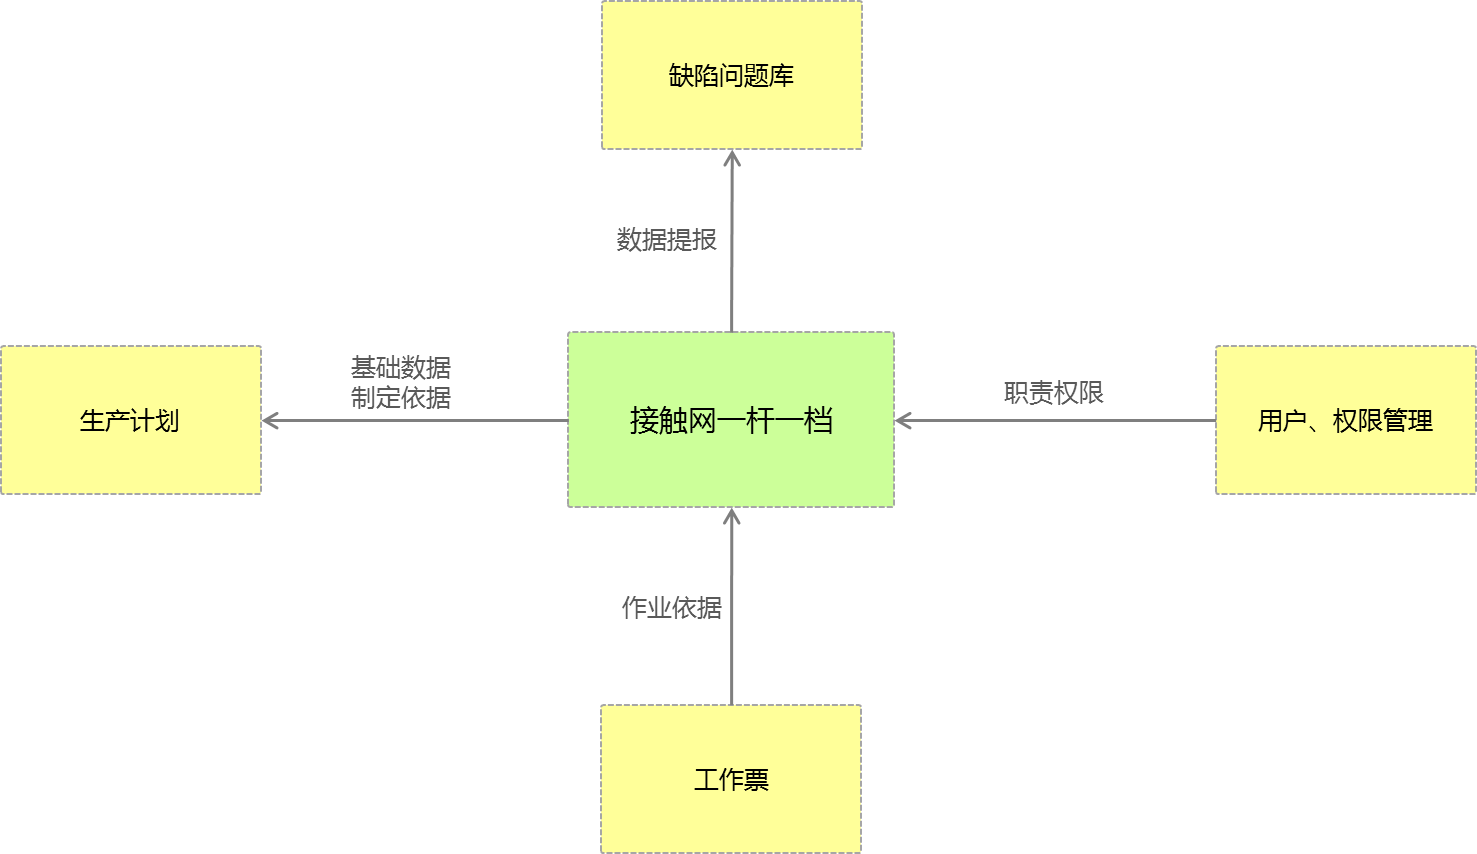 缺陷问题库
数据提报
基础数据
制定依据
生产计划
接触网一杆一档
职责权限
用户、权限管理
作业依据
工作票